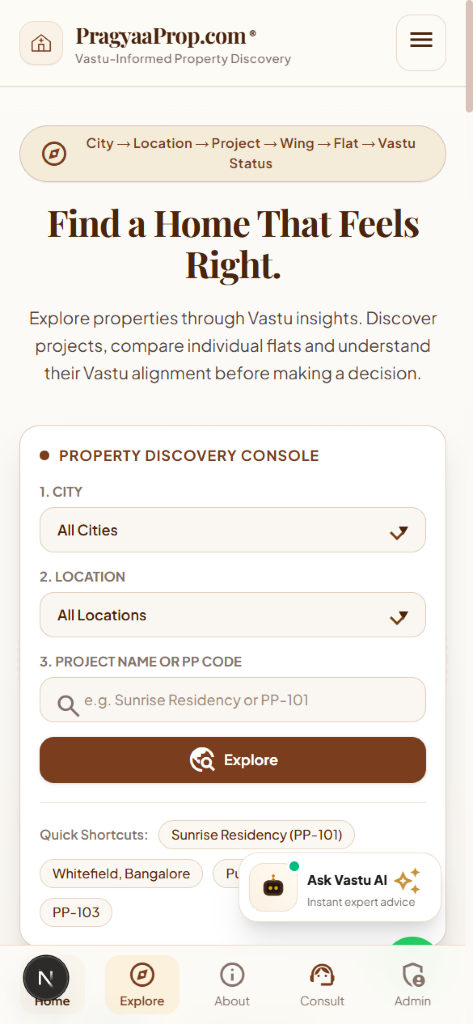 PragyaaProp.com®
Vastu-Informed Property Discovery
City → Location → Project → Wing → Flat → Vastu
Status
Find a Home That Feels
Right.
Explore properties through Vastu insights. Discover
projects, compare individual flats and understand
their Vastu alignment before making a decision.
PROPERTY DISCOVERY CONSOLE
1. CITY
All Cities
2. LOCATION
All Locations
3. PROJECT NAME OR PP CODE
e.g. Sunrise Residency or PP-101
Explore
Quick Shortcuts:
Sunrise Residency (PP-101)
Whitefield, Bangalore
PP-103
Ask Vastu AI
Instant expert advice
N
Home
Explore
About
Consult
Admin